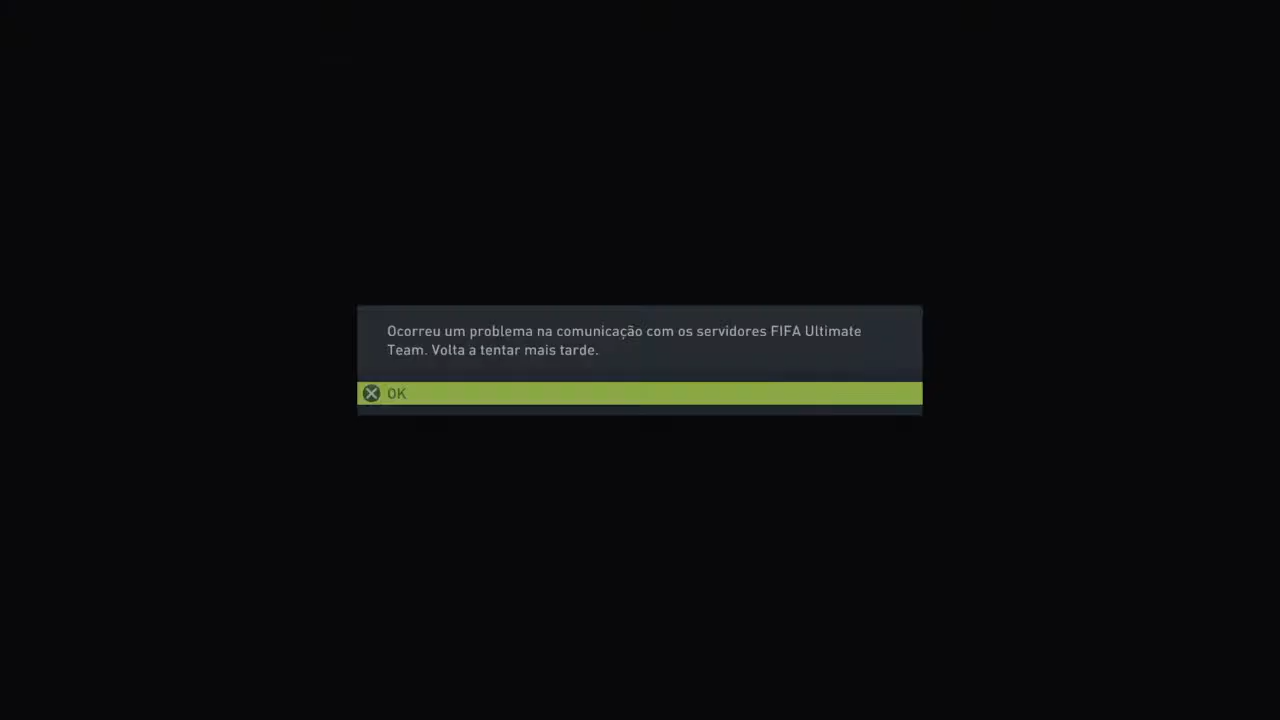 Ocorreu um problema na comunicação com os servidores FIFA Ultimate
Team. Volta a tentar mais tarde.
OK